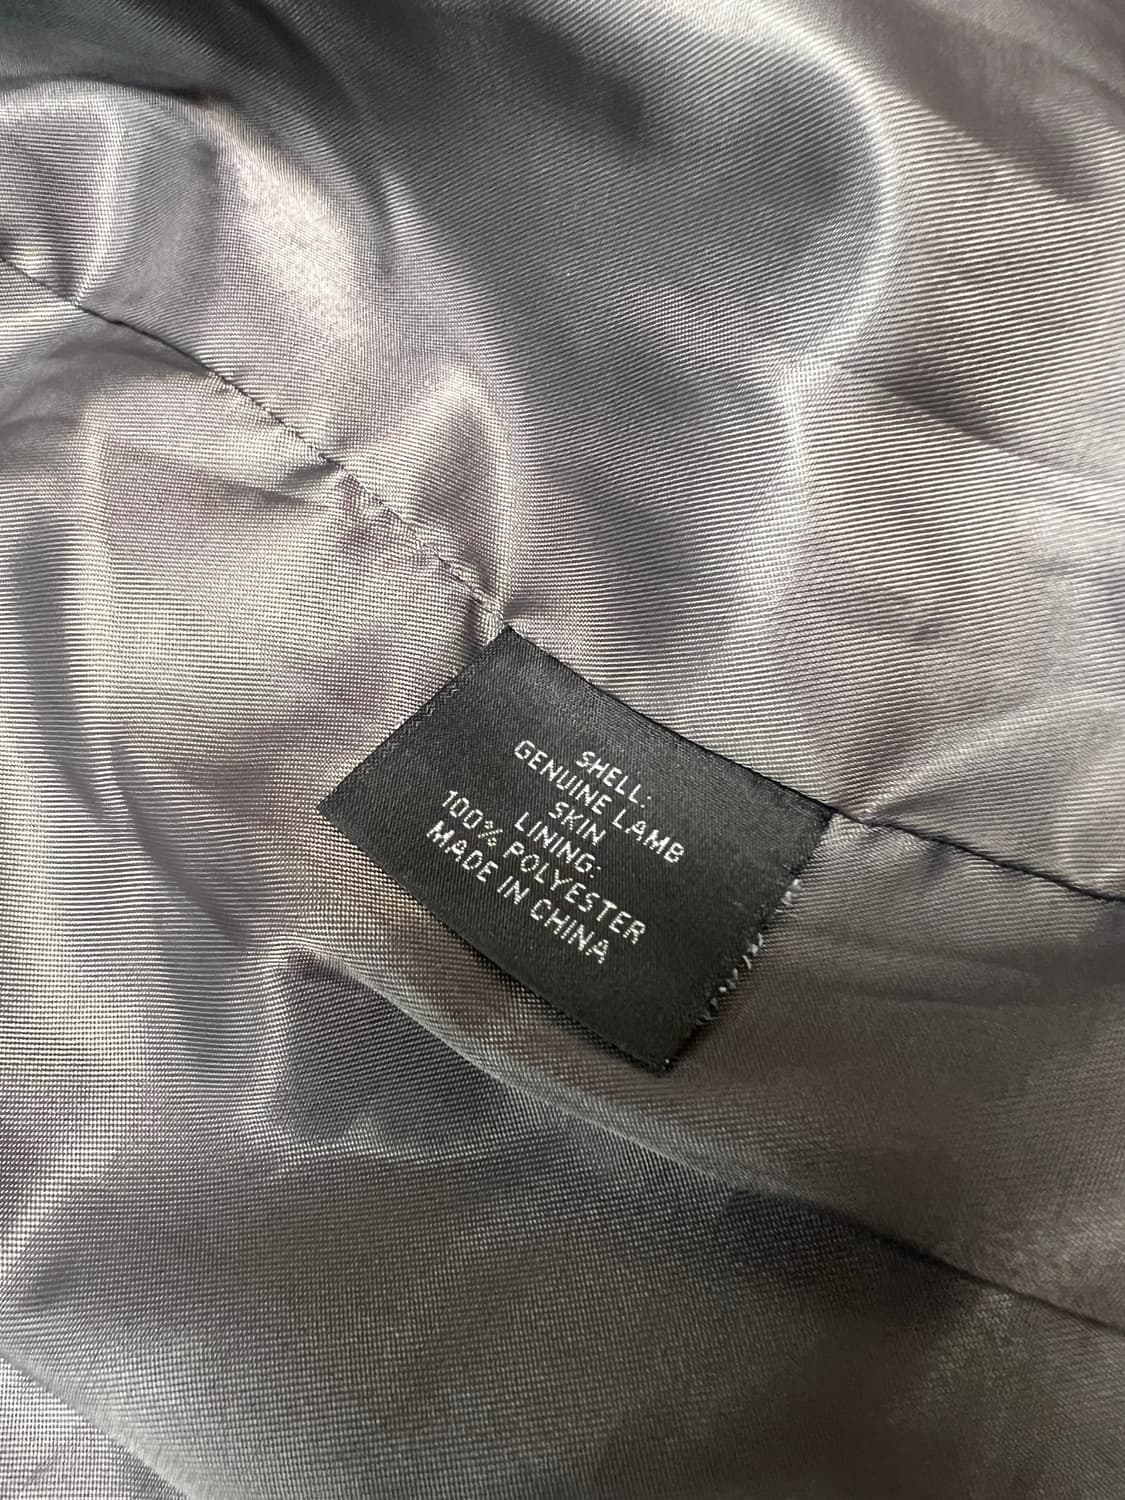 SHELL:
GENUINE LAMB
SKIN
LINING:
100% POLYESTER
MADE IN CHINA